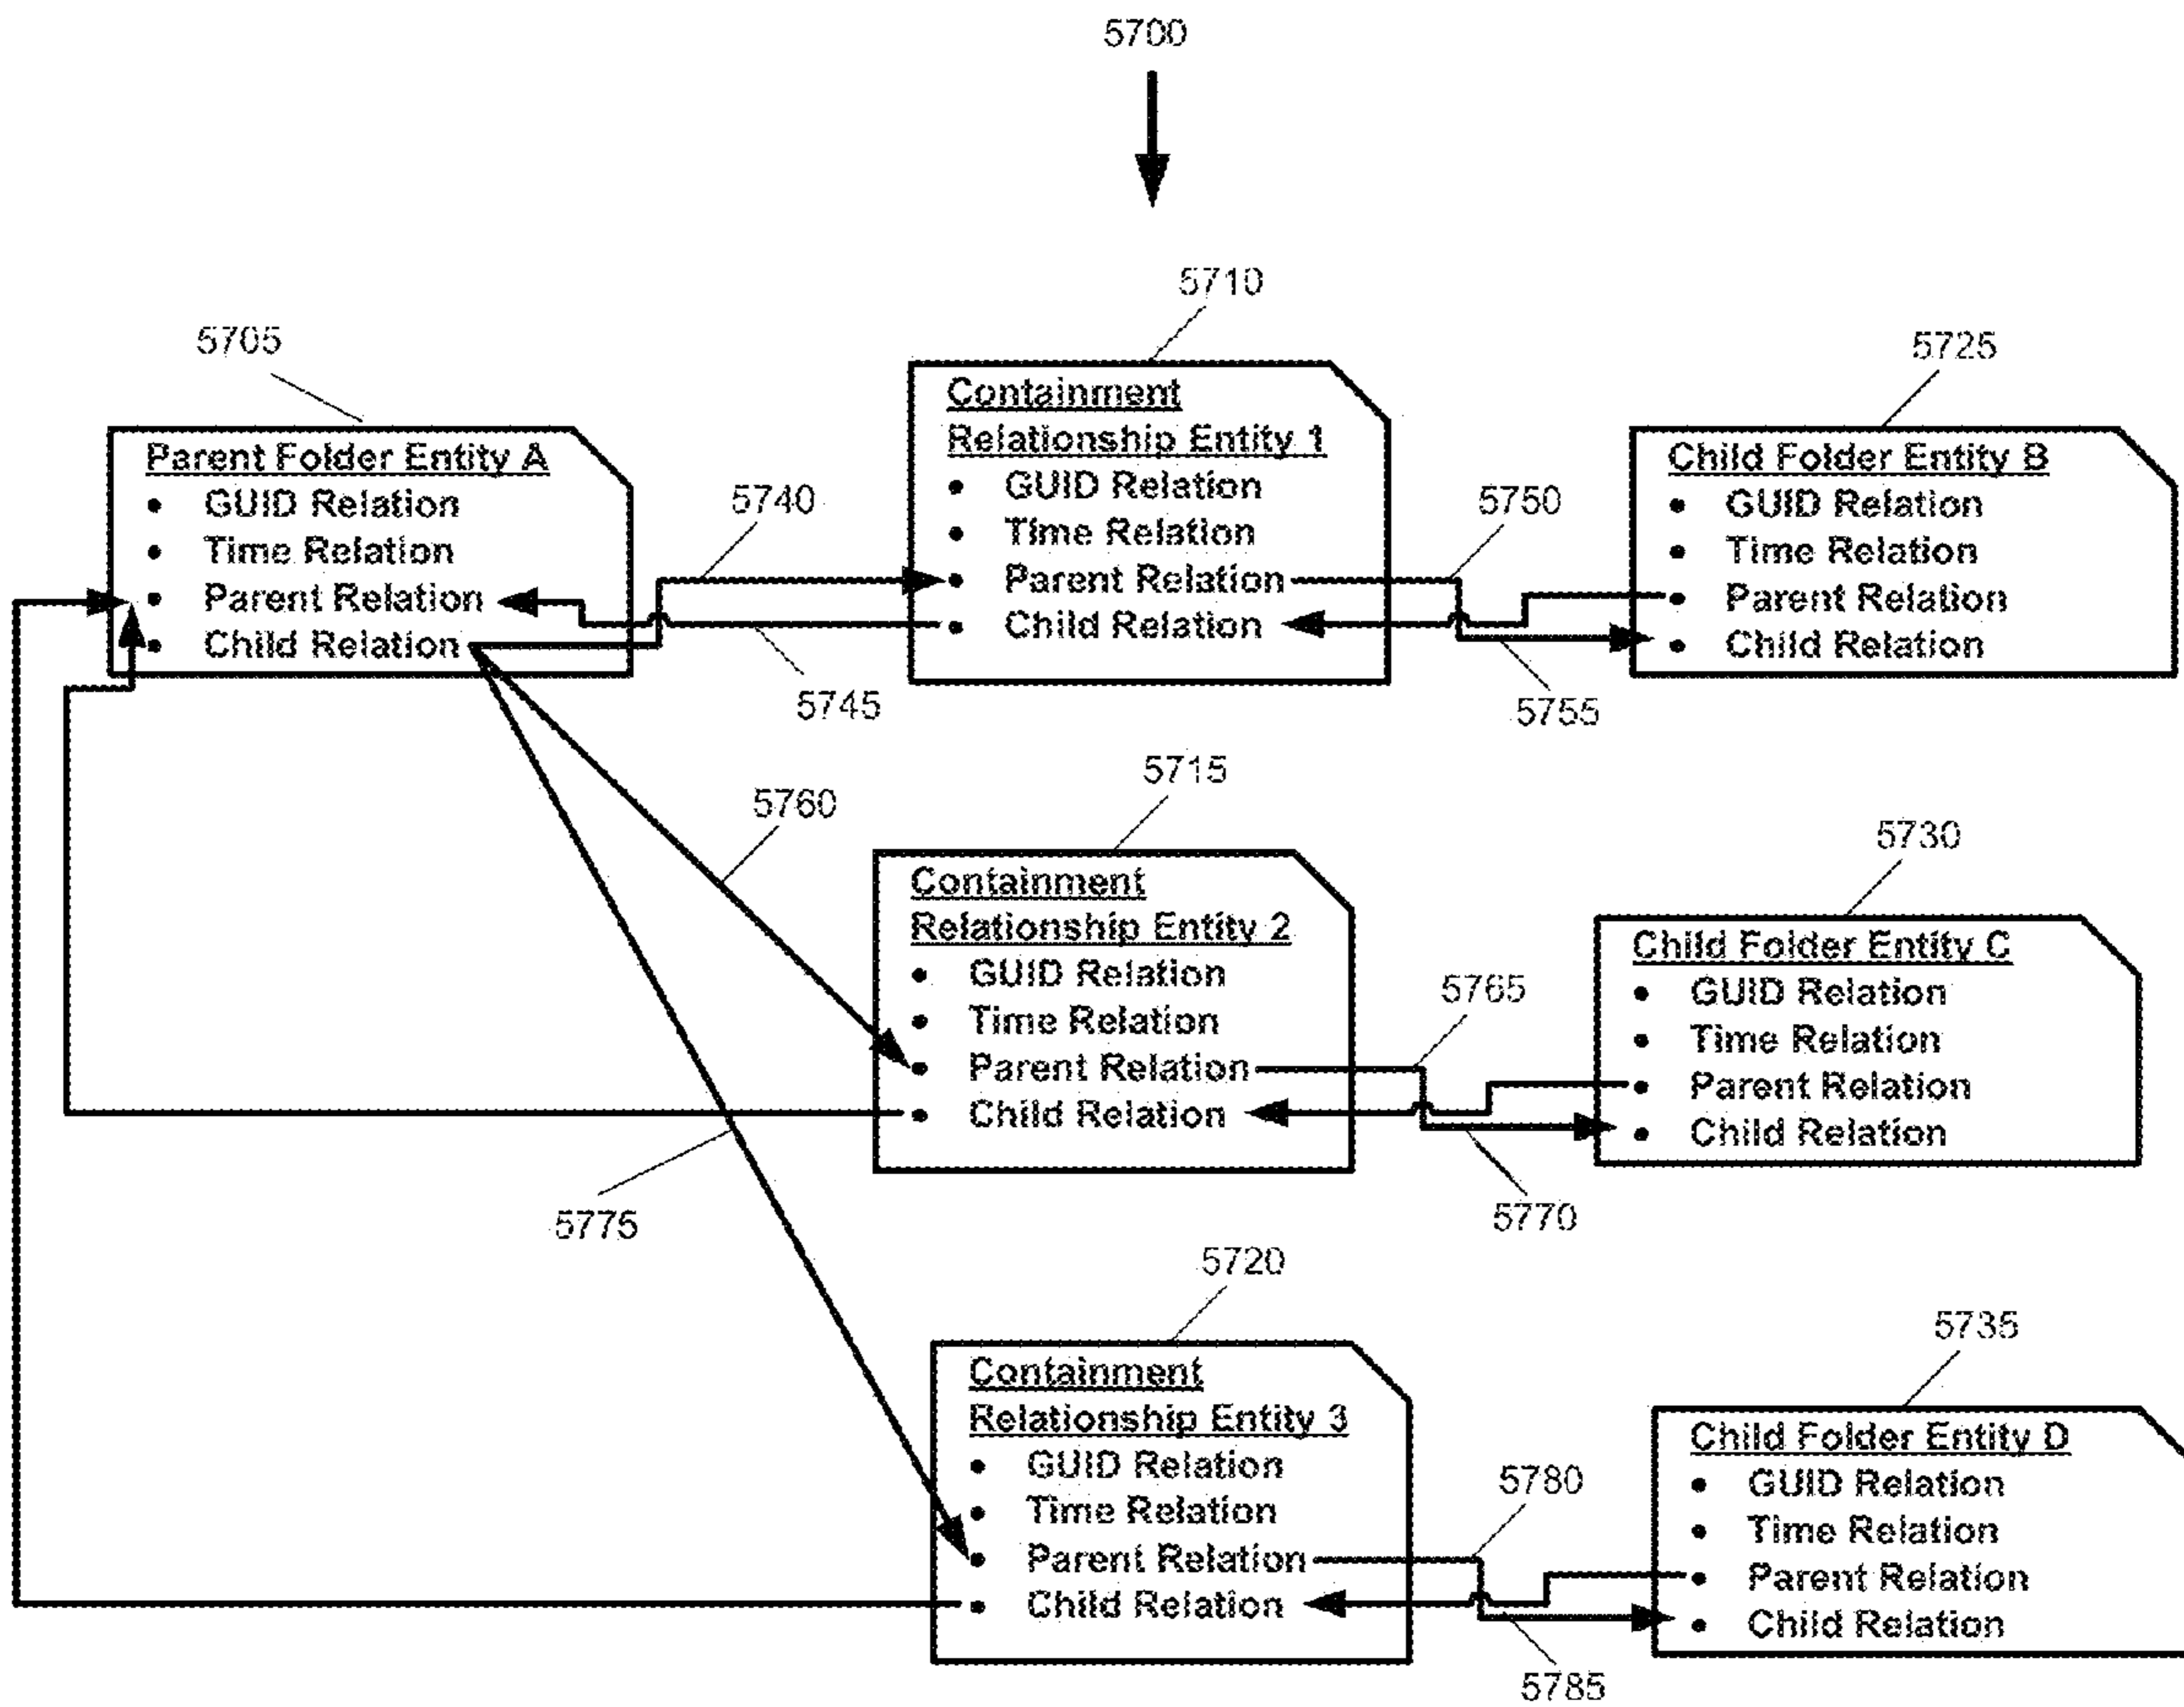 5700
5710
5705
5725
Containment
Relationship Entity 1
• GUID Relation
• Time Relation
• Parent Relation
• Child Relation
Parent Folder Entity A
• GUID Relation
• Time Relation
• Parent Relation
• Child Relation
Child Folder Entity B
• GUID Relation
• Time Relation
• Parent Relation
• Child Relation
5740
5750
5745
5755
5715
5760
5730
Containment
Relationship Entity 2
• GUID Relation
• Time Relation
• Parent Relation
• Child Relation
Child Folder Entity C
• GUID Relation
• Time Relation
• Parent Relation
• Child Relation
5765
5775
5770
5720
5735
Containment
Relationship Entity 3
• GUID Relation
• Time Relation
• Parent Relation
• Child Relation
Child Folder Entity D
• GUID Relation
• Time Relation
• Parent Relation
• Child Relation
5780
5785